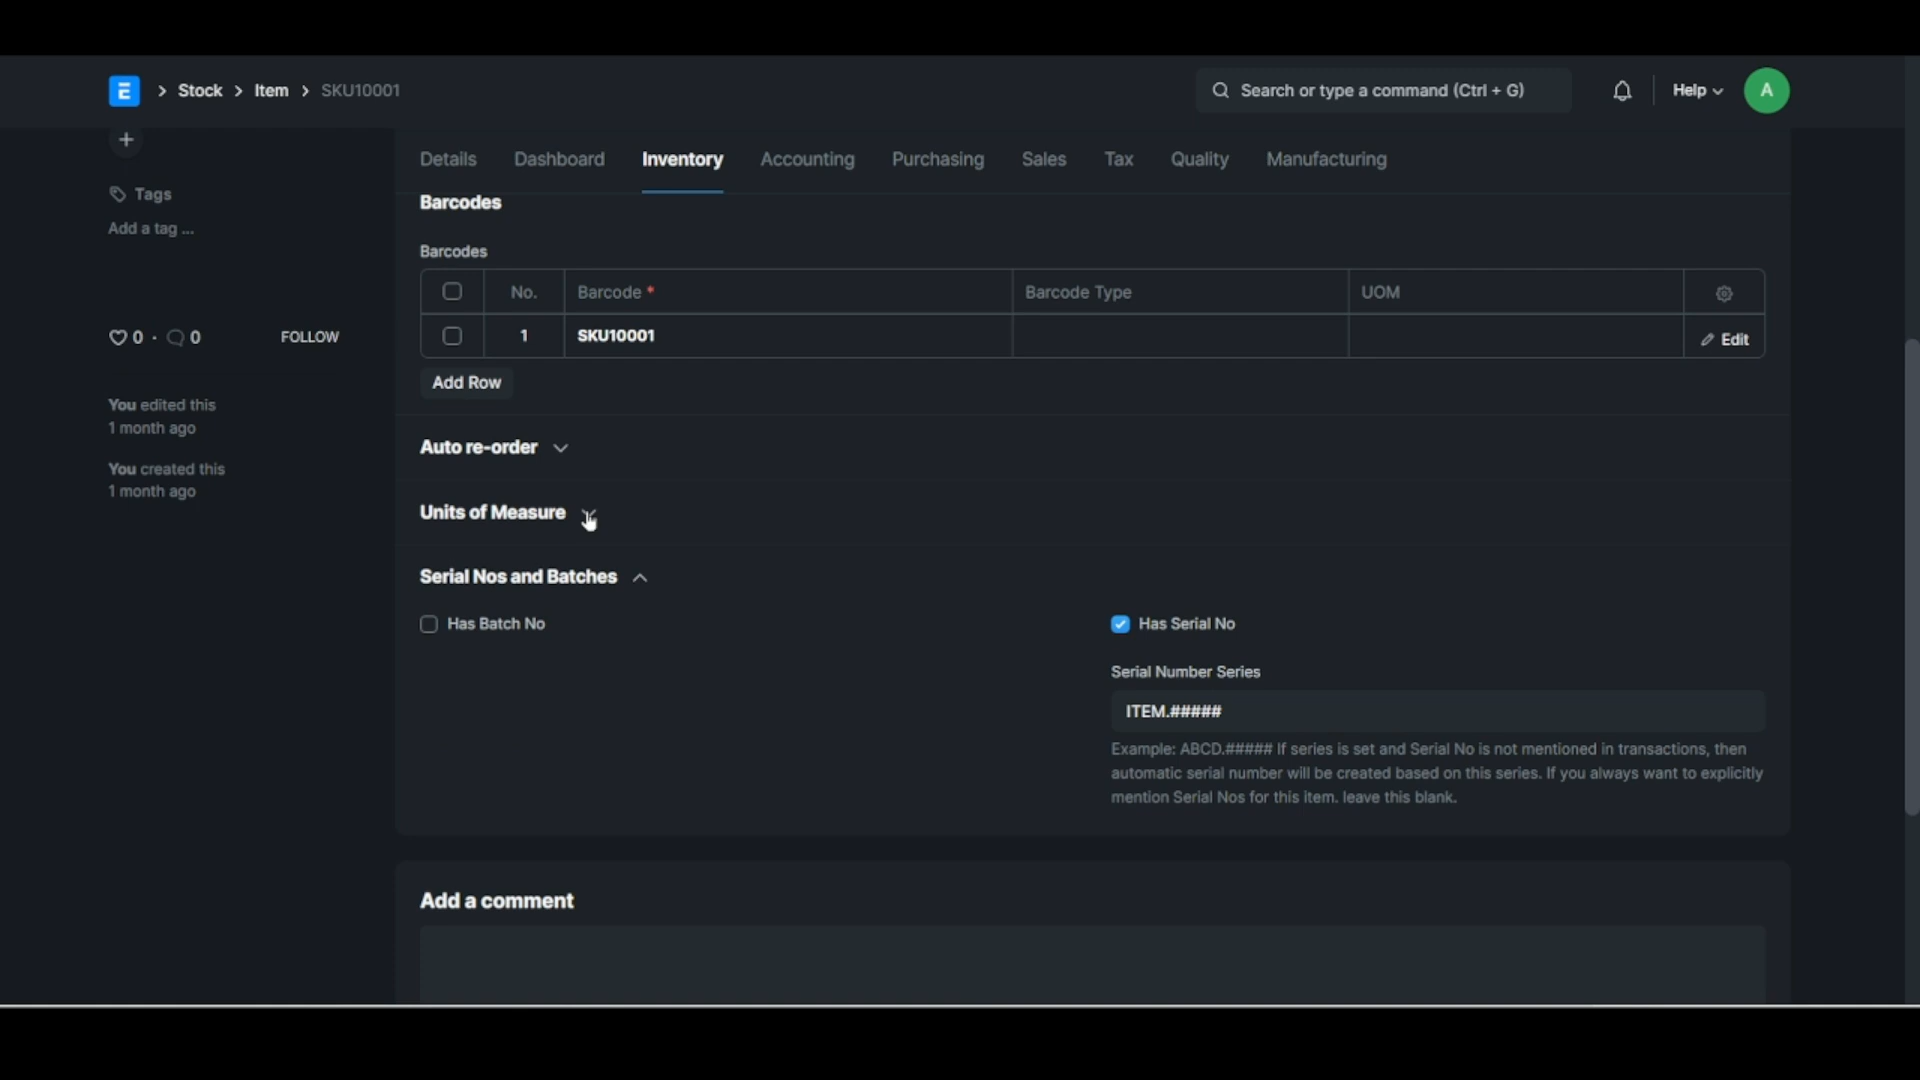 E > Stock > Item > SKU10001
Search or type a command (Ctrl + G)
Help
A
+
Tags
Add a tag ...
0 · 0
FOLLOW
You edited this
1 month ago
You created this
1 month ago
Details Dashboard Inventory Accounting Purchasing Sales Tax Quality Manufacturing
Barcodes
Barcodes
No. Barcode * Barcode Type UOM
1 SKU10001 Edit
Add Row
Auto re-order
Units of Measure
Serial Nos and Batches
Has Batch No
Has Serial No
Serial Number Series
ITEM.#####
Example: ABCD.##### If series is set and Serial No is not mentioned in transactions, then
automatic serial number will be created based on this series. If you always want to explicitly
mention Serial Nos for this item. leave this blank.
Add a comment